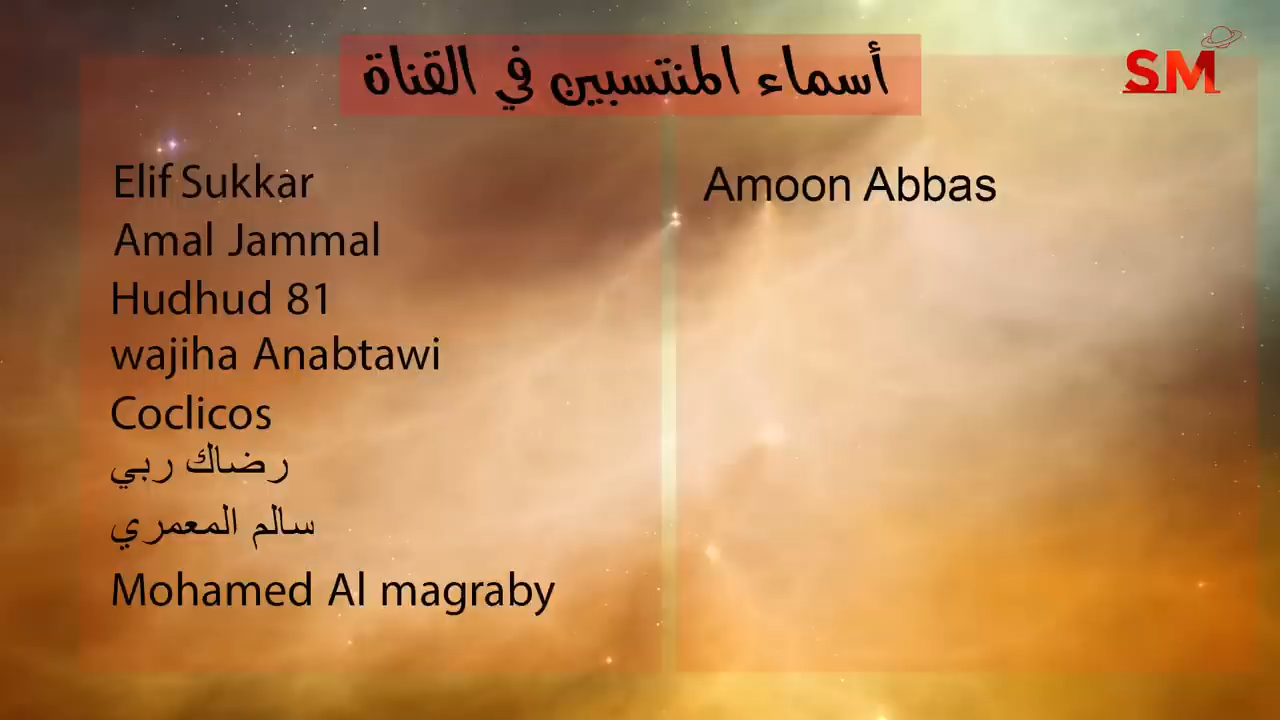 أسماء المنتسبين في القناة
SM
Elif Sukkar
Amal Jammal
Hudhud 81
wajiha Anabtawi
Coclicos
رضاك ربي
سالم المعمري
Mohamed Al magraby
Amoon Abbas